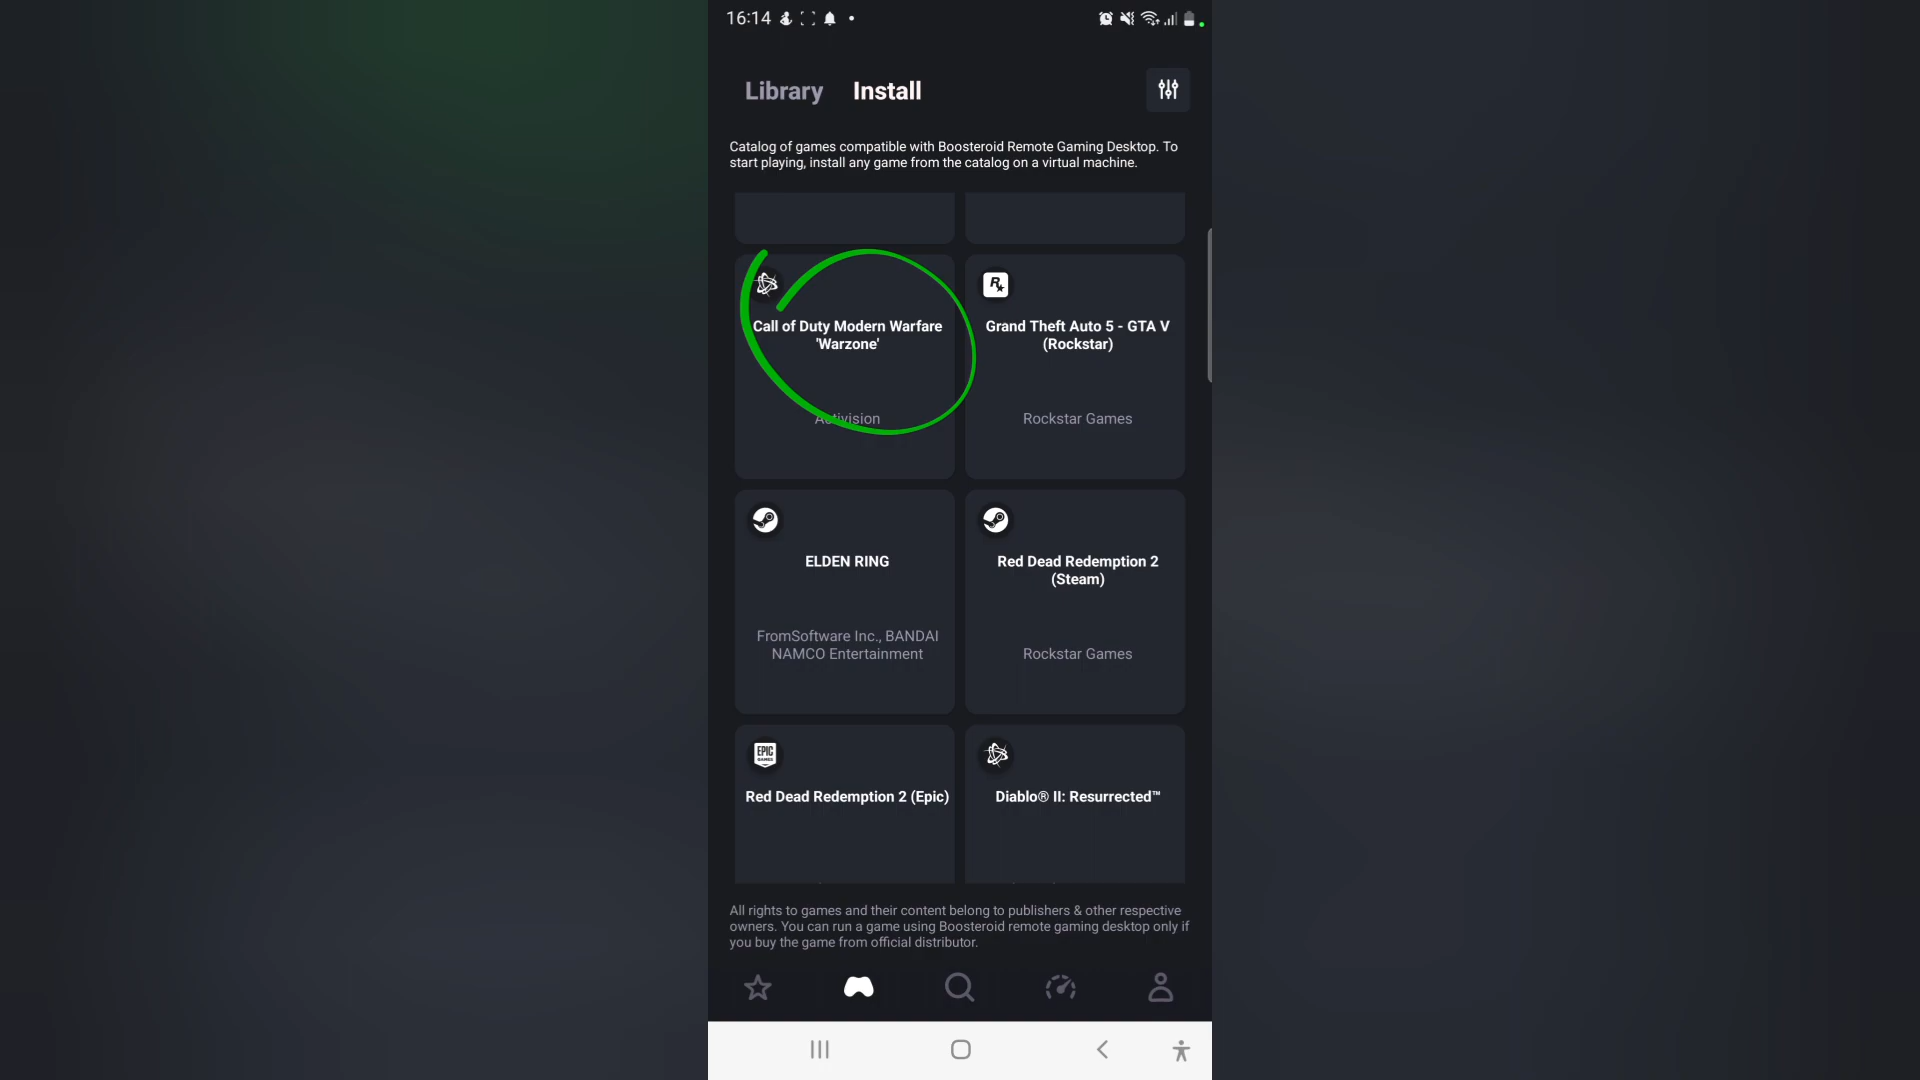 16:14
Library Install
Catalog of games compatible with Boosteroid Remote Gaming Desktop. To
start playing, install any game from the catalog on a virtual machine.
Call of Duty Modern Warfare
'Warzone'
Activision
Grand Theft Auto 5 - GTA V
(Rockstar)
Rockstar Games
ELDEN RING
FromSoftware Inc., BANDAI
NAMCO Entertainment
Red Dead Redemption 2
(Steam)
Rockstar Games
EPIC
GAMES
Red Dead Redemption 2 (Epic)
Diablo® II: Resurrected™
All rights to games and their content belong to publishers & other respective
owners. You can run a game using Boosteroid remote gaming desktop only if
you buy the game from official distributor.